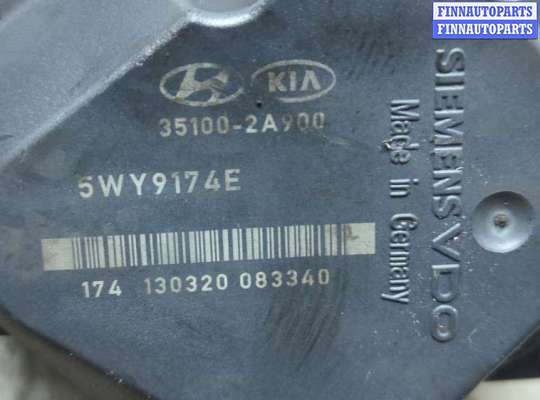 FINNAUTOPARTS
FINNAUTOPARTS
KIA
35100-2A900
5WY9174E
174 130320 083340
Made in
Germany
SIEMENS VDO